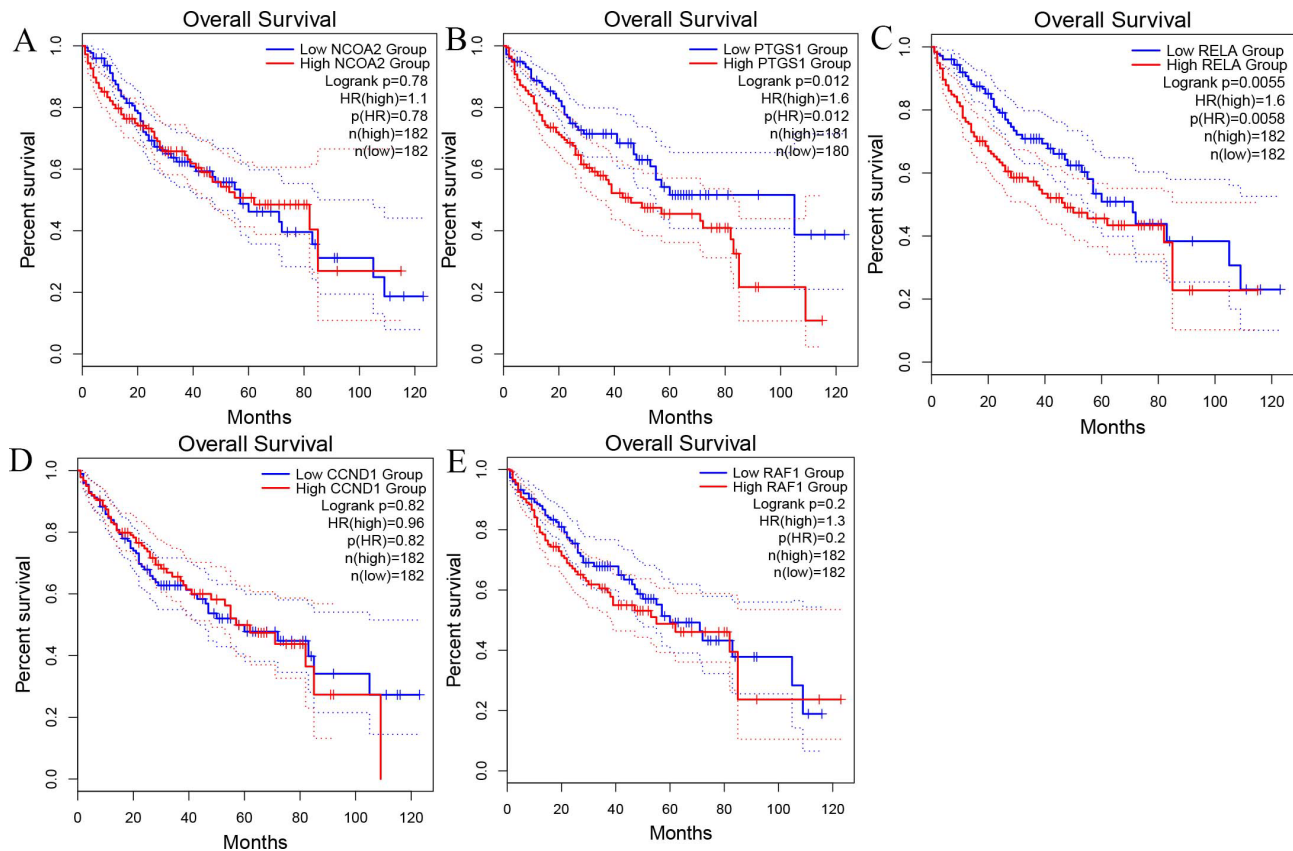 A
Overall Survival
Low NCOA2 Group
High NCOA2 Group
Logrank p=0.78
HR(high)=1.1
p(HR)=0.78
n(high)=182
n(low)=182
Percent survival
0.0 0.2 0.4 0.6 0.8 1.0
0 20 40 60 80 100 120
Months
B
Overall Survival
Low PTGS1 Group
High PTGS1 Group
Logrank p=0.012
HR(high)=1.6
p(HR)=0.012
n(high)=181
n(low)=180
Percent survival
0.0 0.2 0.4 0.6 0.8 1.0
0 20 40 60 80 100 120
Months
C
Overall Survival
Low RELA Group
High RELA Group
Logrank p=0.0055
HR(high)=1.6
p(HR)=0.0058
n(high)=182
n(low)=182
Percent survival
0.0 0.2 0.4 0.6 0.8 1.0
0 20 40 60 80 100 120
Months
D
Overall Survival
Low CCND1 Group
High CCND1 Group
Logrank p=0.82
HR(high)=0.96
p(HR)=0.82
n(high)=182
n(low)=182
Percent survival
0.0 0.2 0.4 0.6 0.8 1.0
0 20 40 60 80 100 120
Months
E
Overall Survival
Low RAF1 Group
High RAF1 Group
Logrank p=0.2
HR(high)=1.3
p(HR)=0.2
n(high)=182
n(low)=182
Percent survival
0.0 0.2 0.4 0.6 0.8 1.0
0 20 40 60 80 100 120
Months